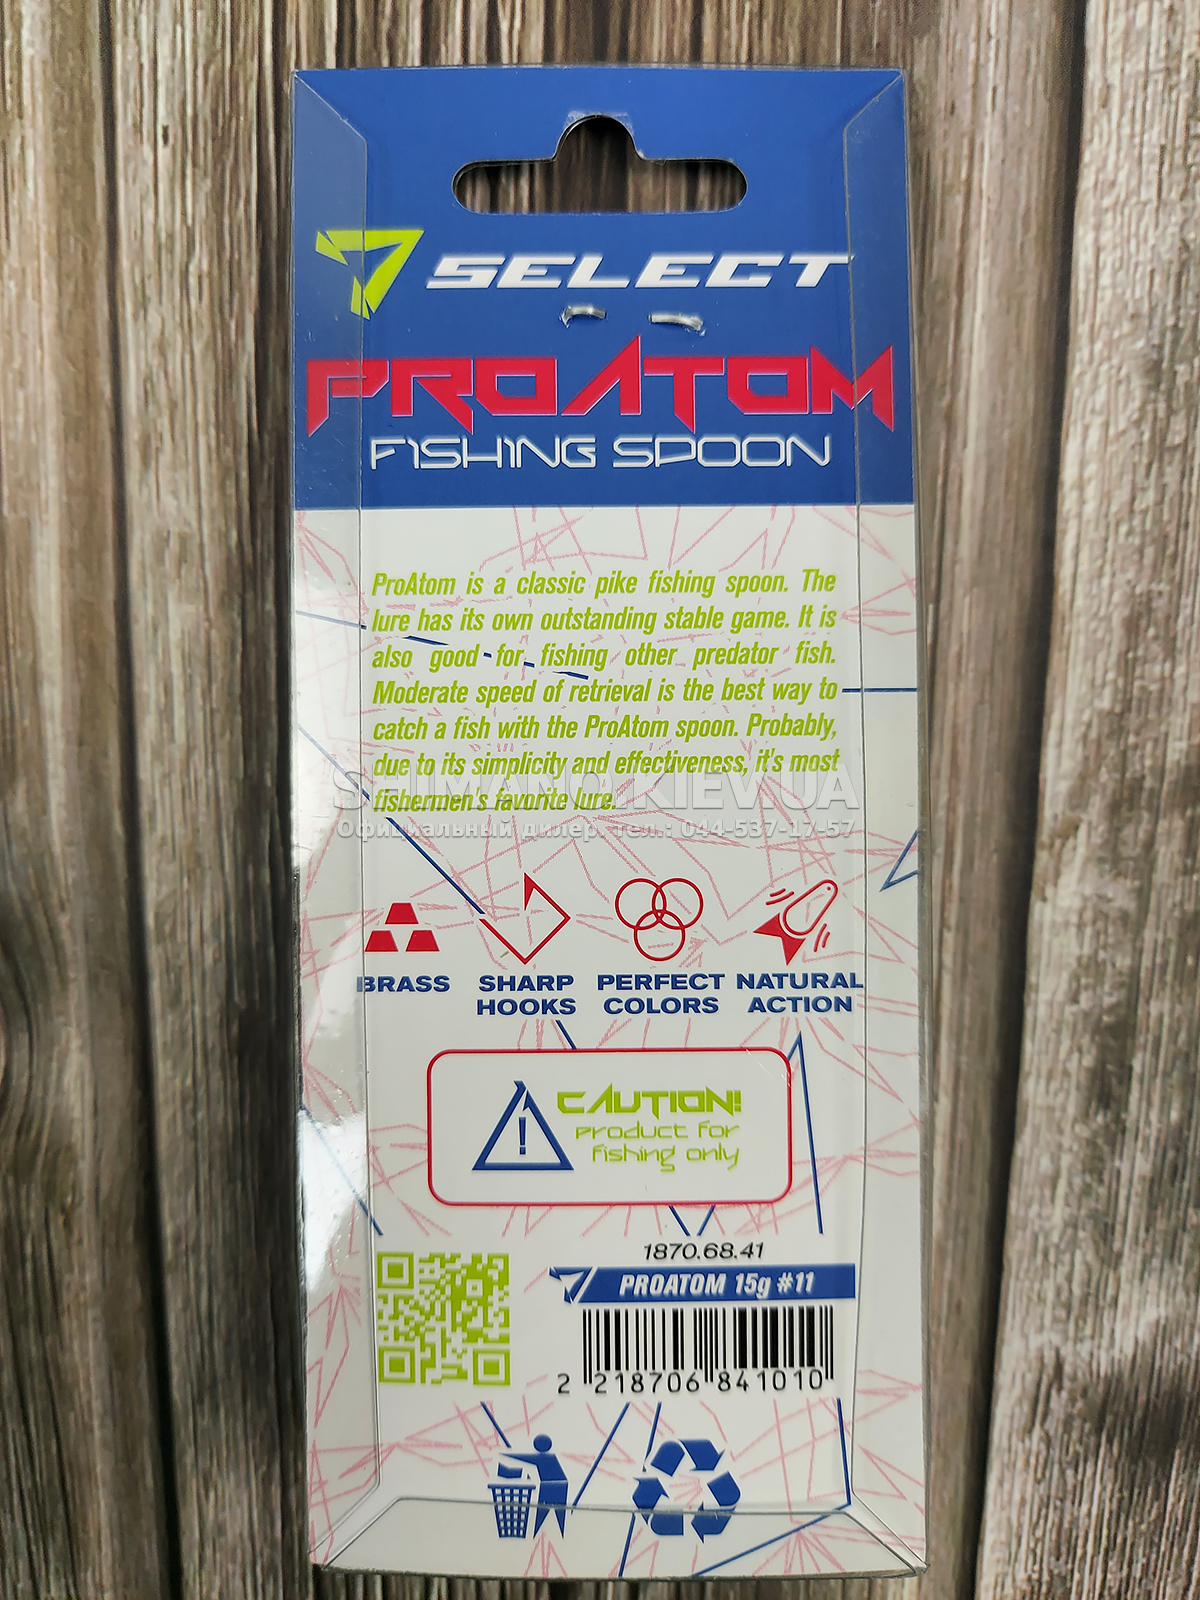 SELECT
PROATOM
FISHING SPOON
ProAtom is a classic pike fishing spoon. The
lure has its own outstanding stable game. It is
also good for fishing other predator fish.
Moderate speed of retrieval is the best way to
catch a fish with the ProAtom spoon. Probably,
due to its simplicity and effectiveness, it's most
fishermen's favorite lure.
SHIMANO.KIEV.UA
Официальный дилер. тел.: 044-537-17-57
BRASS
SHARP
HOOKS
PERFECT
COLORS
NATURAL
ACTION
CAUTION!
product for
fishing only
1870.68.41
PROATOM 15g #11
2 218706 841010